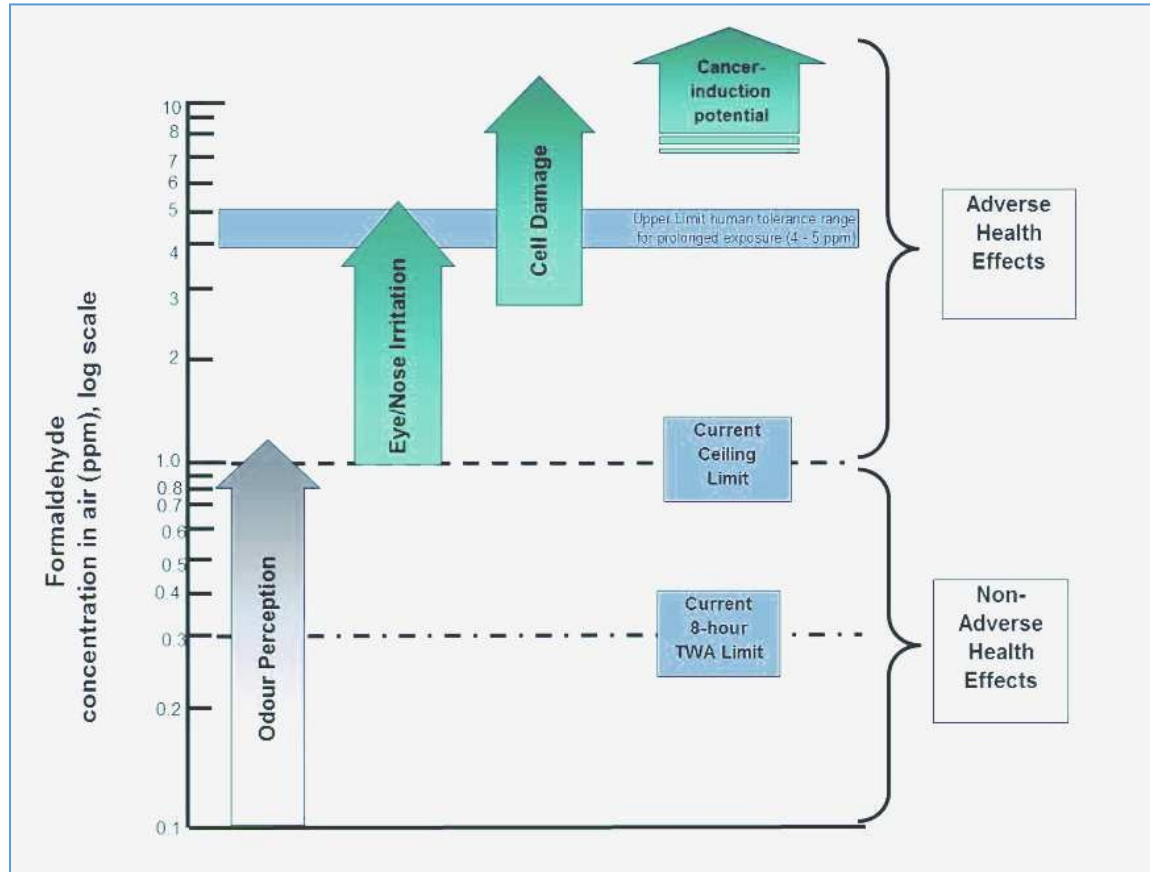 Formaldehyde
concentration in air (ppm), log scale
10
8
7
6
5
4
3
2
1.0
0.8
0.7
0.6
0.5
0.4
0.3
0.2
0.1
Odour Perception
Eye/Nose Irritation
Cell Damage
Cancer-
induction
potential
Upper Limit human tolerance range
for prolonged exposure (4 - 5 ppm)
Current
Ceiling
Limit
Current
8-hour
TWA Limit
Adverse
Health
Effects
Non-
Adverse
Health
Effects